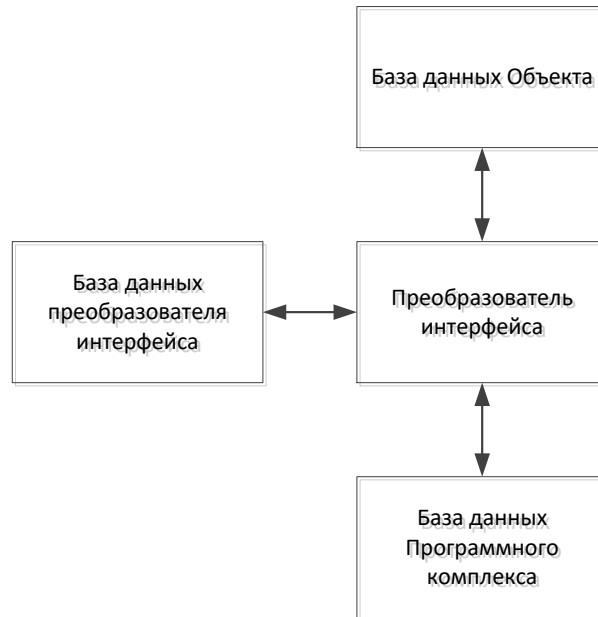 База данных Объекта
База данных
преобразователя
интерфейса
Преобразователь
интерфейса
База данных
Программного
комплекса